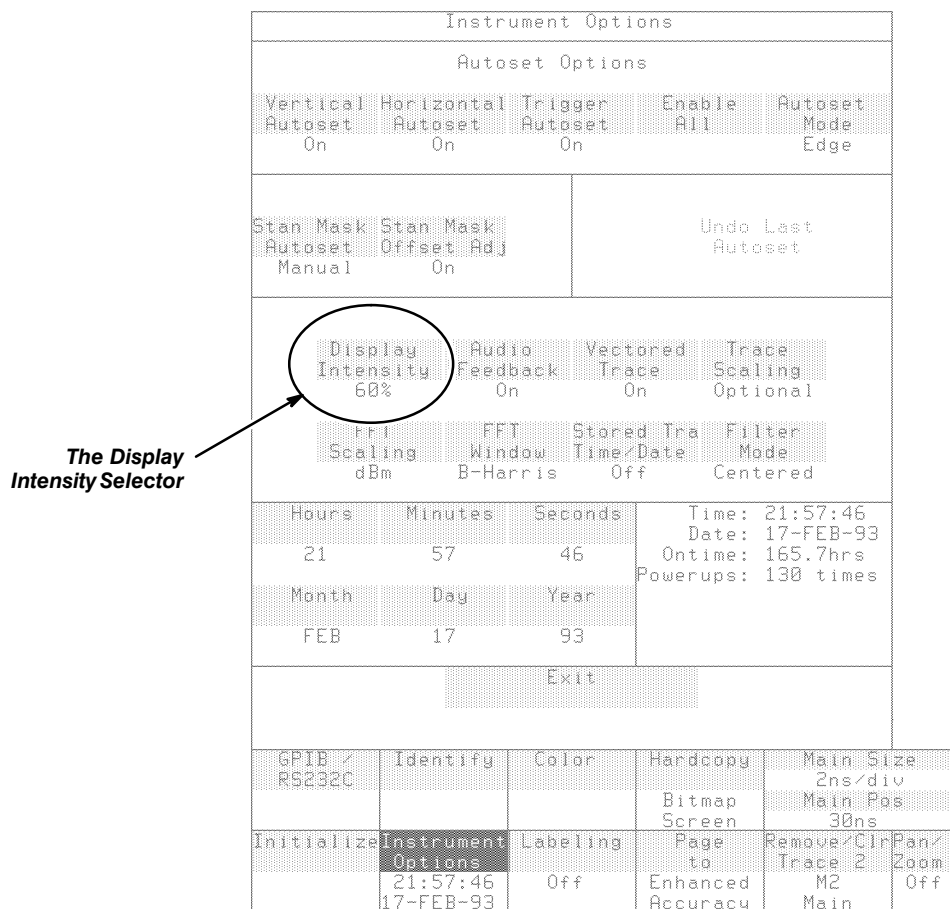 Instrument Options
Autoset Options
Vertical Autoset On
Horizontal Autoset On
Trigger Autoset On
Enable All
Autoset Mode Edge
Stan Mask Autoset Manual
Stan Mask Offset Adj On
Undo Last Autoset
Display Intensity 60%
Audio Feedback On
Vectored Trace On
Trace Scaling Optional
The Display
Intensity Selector
FFT Scaling dBm
FFT Window B-Harris
Stored Tra Time/Date Off
Filter Mode Centered
Hours Minutes Seconds
21 57 46
Month Day Year
FEB 17 93
Time: 21:57:46
Date: 17-FEB-93
Ontime: 165.7hrs
Powerups: 130 times
Exit
GPIB / RS232C
Identify
Color
Hardcopy Bitmap Screen
Main Size 2ns/div
Main Pos 30ns
Initialize
Instrument Options 21:57:46 17-FEB-93
Labeling Off
Page to Enhanced Accuracy
Remove/Clr Trace 2 M2 Main
Pan/ Zoom Off